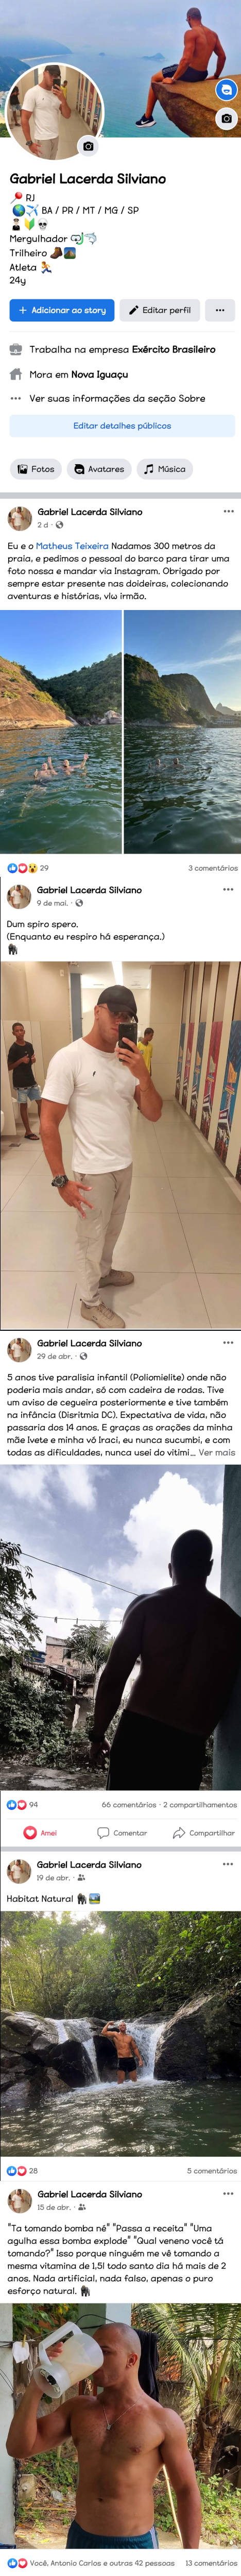 Gabriel Lacerda Silviano
📍 RJ
🌎✈️ BA / PR / MT / MG / SP
Mergulhador 🤿🦈
Trilheiro 🥾🏞️
Atleta 🤾
24y
+ Adicionar ao story
Editar perfil
Trabalha na empresa Exército Brasileiro
Mora em Nova Iguaçu
Ver suas informações da seção Sobre
Editar detalhes públicos
Fotos
Avatares
Música
Gabriel Lacerda Silviano
2 d ·
Eu e o Matheus Teixeira Nadamos 300 metros da
praia, e pedimos o pessoal do barco para tirar uma
foto nossa e mandar via Instagram. Obrigado por
sempre estar presente nas doideiras, colecionando
aventuras e histórias, vlw irmão.
29
3 comentários
Gabriel Lacerda Silviano
9 de mai. ·
Dum spiro spero.
(Enquanto eu respiro há esperança.)
🦍
Gabriel Lacerda Silviano
29 de abr. ·
5 anos tive paralisia infantil (Poliomielite) onde não
poderia mais andar, só com cadeira de rodas. Tive
um aviso de cegueira posteriormente e tive também
na infância (Disritmia DC). Expectativa de vida, não
passaria dos 14 anos. E graças as orações da minha
mãe Ivete e minha vó Iraci, eu nunca sucumbi, e com
todas as dificuldades, nunca usei do vitimi... Ver mais
94
66 comentários · 2 compartilhamentos
Amei
Comentar
Compartilhar
Gabriel Lacerda Silviano
19 de abr. ·
Habitat Natural 🦍🏞️
28
5 comentários
Gabriel Lacerda Silviano
15 de abr. ·
"Ta tomando bomba né" "Passa a receita" "Uma
agulha essa bomba explode" "Qual veneno você tá
tomando?" Isso porque ninguém me vê tomando a
mesma vitamina de 1,5l todo santo dia há mais de 2
anos. Nada artificial, nada falso, apenas o puro
esforço natural. 🦍
Você, Antonio Carlos e outras 42 pessoas
13 comentários